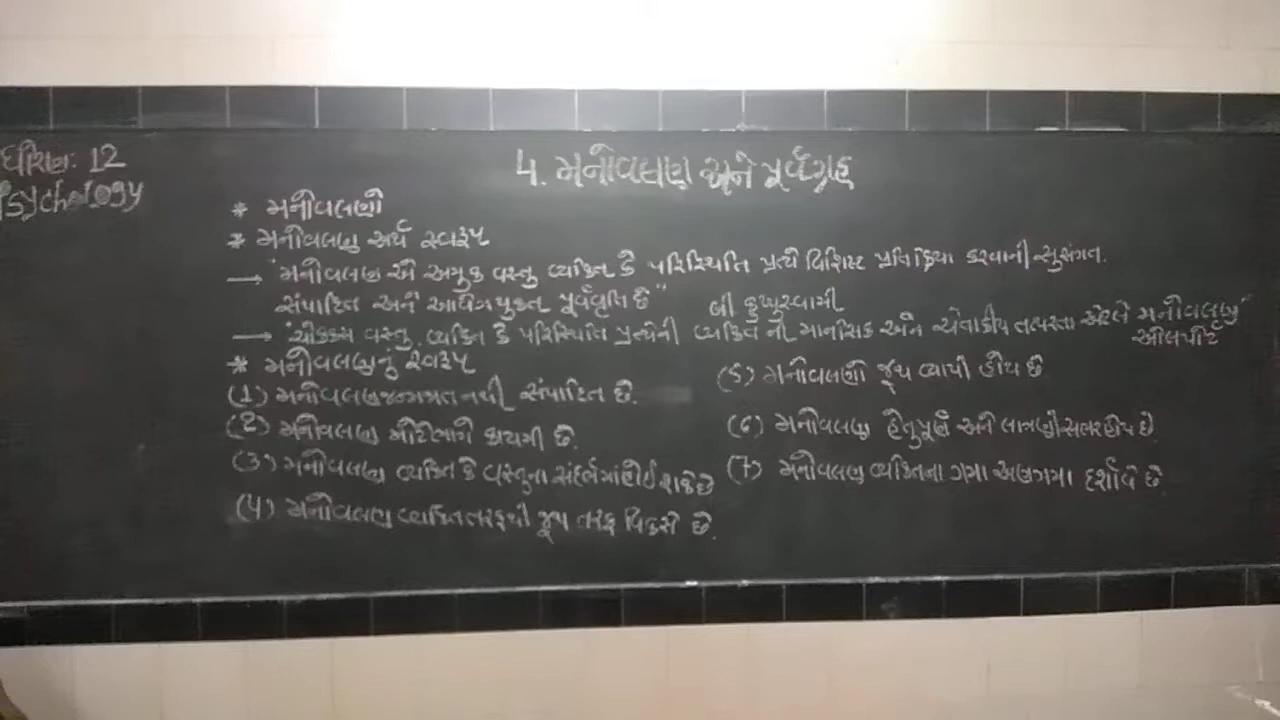 ધોરણ: 12
Psychology
4. મનોવલણ અને પૂર્વગ્રહ
* મનોવલણો
* મનોવલણ અર્થ સ્વરૂપ
→ "મનોવલણ એ અમુક વસ્તુ વ્યક્તિ કે પરિસ્થિતિ પ્રત્યે વિશિષ્ટ પ્રતિક્રિયા કરવાની સુસંગત.
સંપાદિત અને આવેગયુક્ત પૂર્વવૃતિ છે" બી કુપ્પુસ્વામી
→ "ચોક્કસ વસ્તુ, વ્યક્તિ કે પરિસ્થિતિ પ્રત્યેની વ્યક્તિ ની માનસિક અને ચેતાકીય તત્પરતા એટલે મનોવલણ"
ઓલપોર્ટ
* મનોવલણનું સ્વરૂપ
(1) મનોવલણ જન્મજાત નથી સંપાદિત છે.
(2) મનોવલણ મોટેભાગે કાયમી છે.
(3) મનોવલણ વ્યક્તિ કે વસ્તુના સંદર્ભમાં હોઈ શકે છે
(4) મનોવલણ વ્યક્તિ તરફથી જૂથ તરફ વિકસે છે.
(5) મનોવલણો જૂથ વ્યાપી હોય છે
(6) મનોવલણ હેતુપૂર્ણ અને લાગણીસભર હોય છે.
(7) મનોવલણ વ્યક્તિના ગમા અણગમા દર્શાવે છે